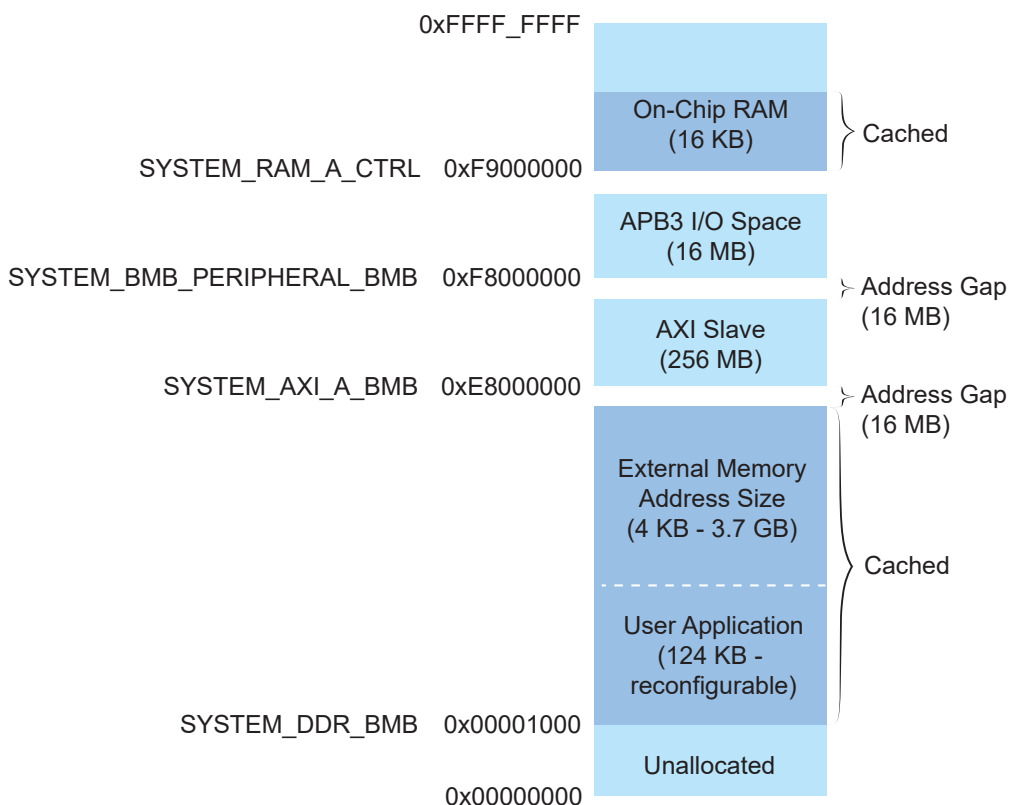 0xFFFF_FFFF
On-Chip RAM
(16 KB)
Cached
SYSTEM_RAM_A_CTRL 0xF9000000
APB3 I/O Space
(16 MB)
SYSTEM_BMB_PERIPHERAL_BMB 0xF8000000
Address Gap
(16 MB)
AXI Slave
(256 MB)
SYSTEM_AXI_A_BMB 0xE8000000
Address Gap
(16 MB)
External Memory
Address Size
(4 KB - 3.7 GB)
Cached
User Application
(124 KB -
reconfigurable)
SYSTEM_DDR_BMB 0x00001000
Unallocated
0x00000000